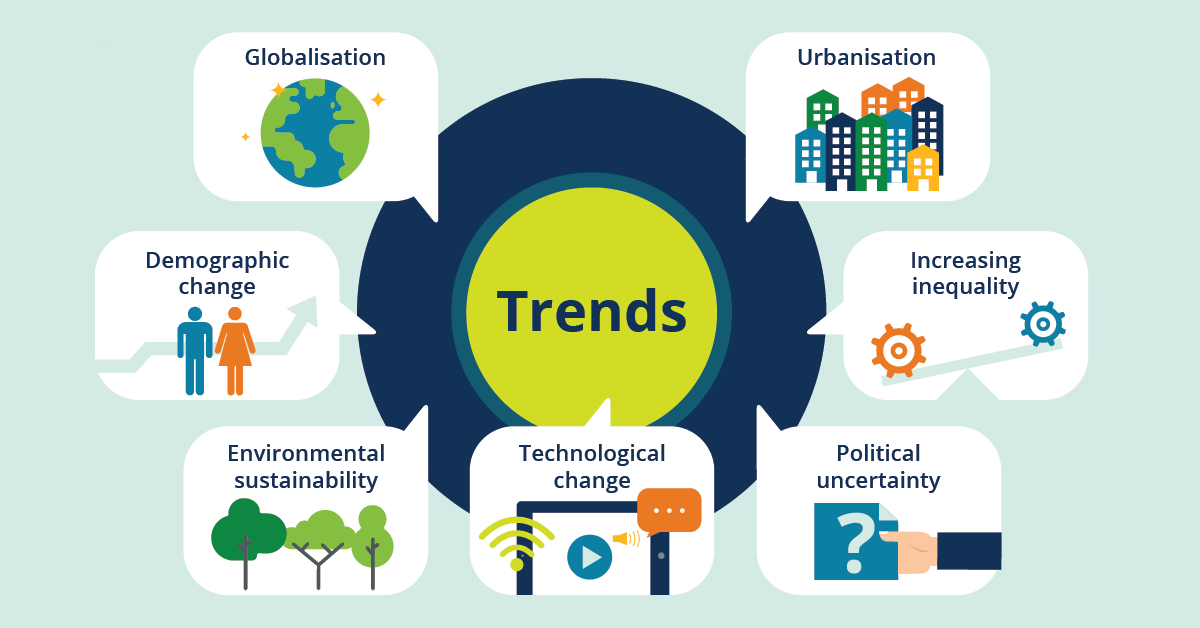 Globalisation
Urbanisation
Demographic
change
Trends
Increasing
inequality
Environmental
sustainability
Technological
change
Political
uncertainty
?